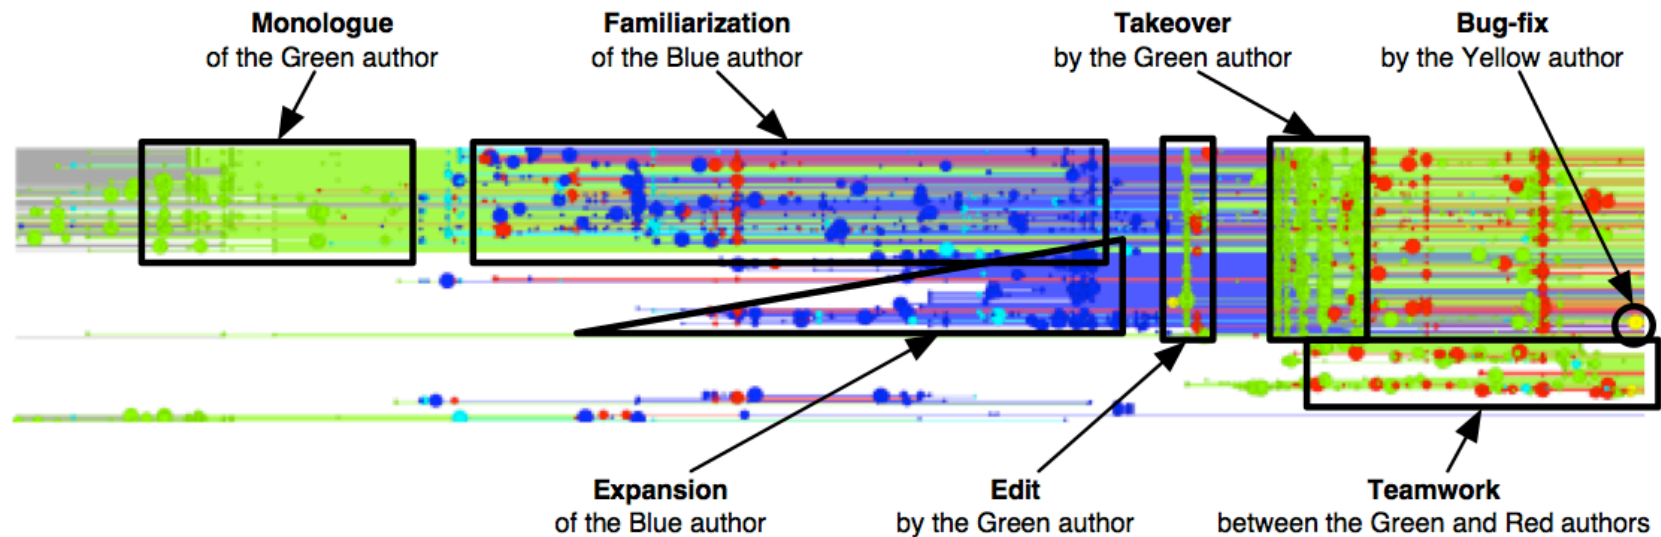 Monologue
of the Green author
Familiarization
of the Blue author
Takeover
by the Green author
Bug-fix
by the Yellow author
Expansion
of the Blue author
Edit
by the Green author
Teamwork
between the Green and Red authors